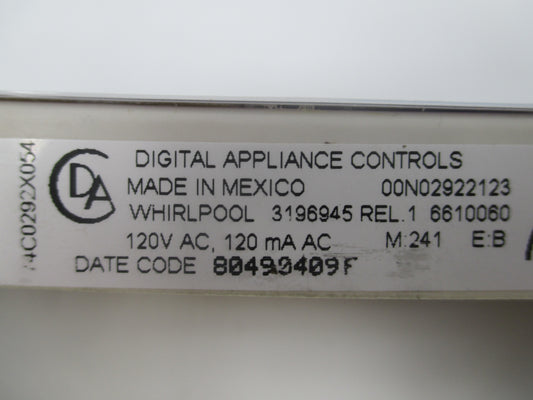 DIGITAL APPLIANCE CONTROLS
MADE IN MEXICO 00N02922123
WHIRLPOOL 3196945 REL.1 6610060
120V AC, 120 mA AC M:241 E:B
DATE CODE
CDA